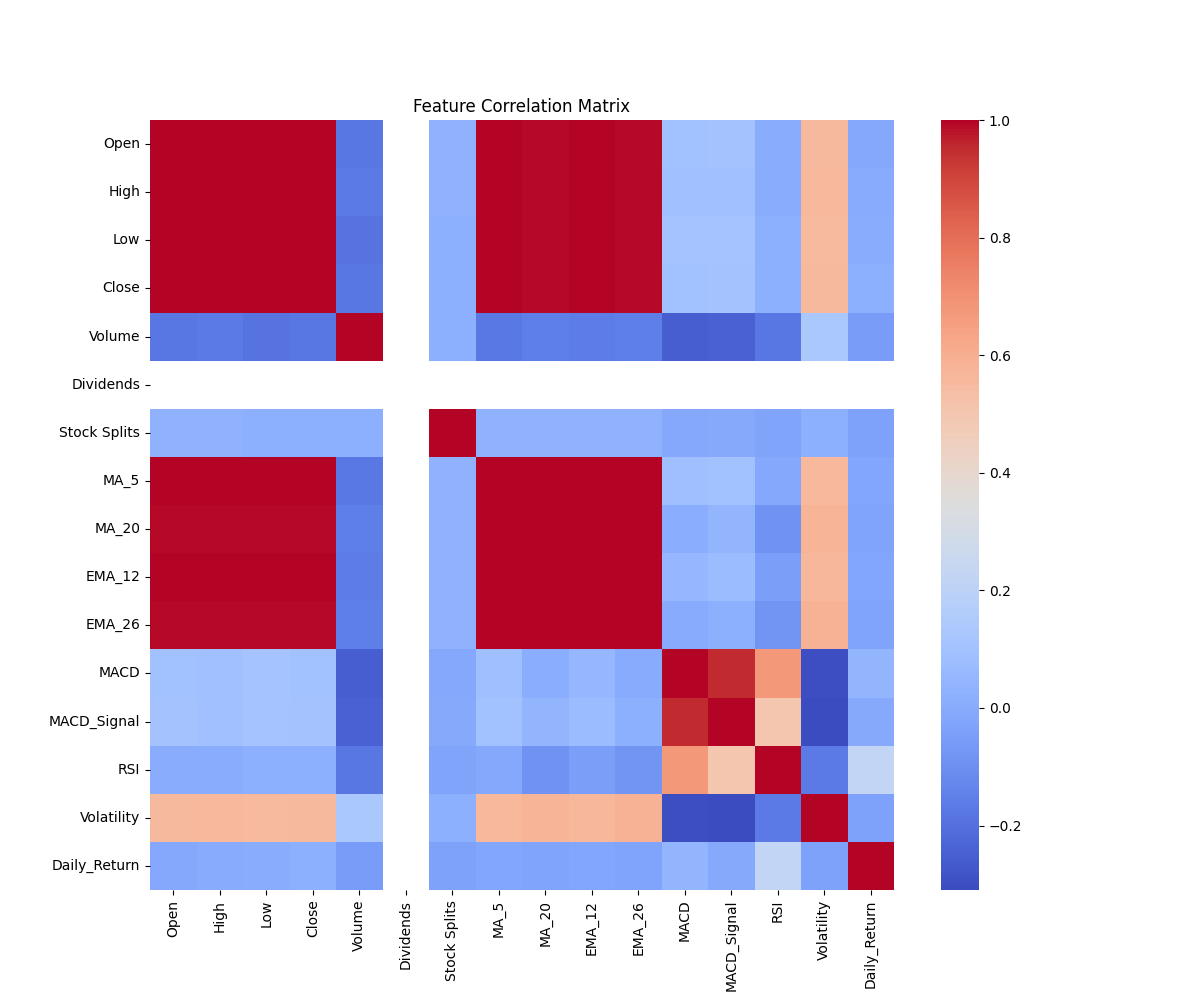 Feature Correlation Matrix
Open
High
Low
Close
Volume
Dividends
Stock Splits
MA_5
MA_20
EMA_12
EMA_26
MACD
MACD_Signal
RSI
Volatility
Daily_Return
Open
High
Low
Close
Volume
Dividends
Stock Splits
MA_5
MA_20
EMA_12
EMA_26
MACD
MACD_Signal
RSI
Volatility
Daily_Return
1.0
0.8
0.6
0.4
0.2
0.0
−0.2